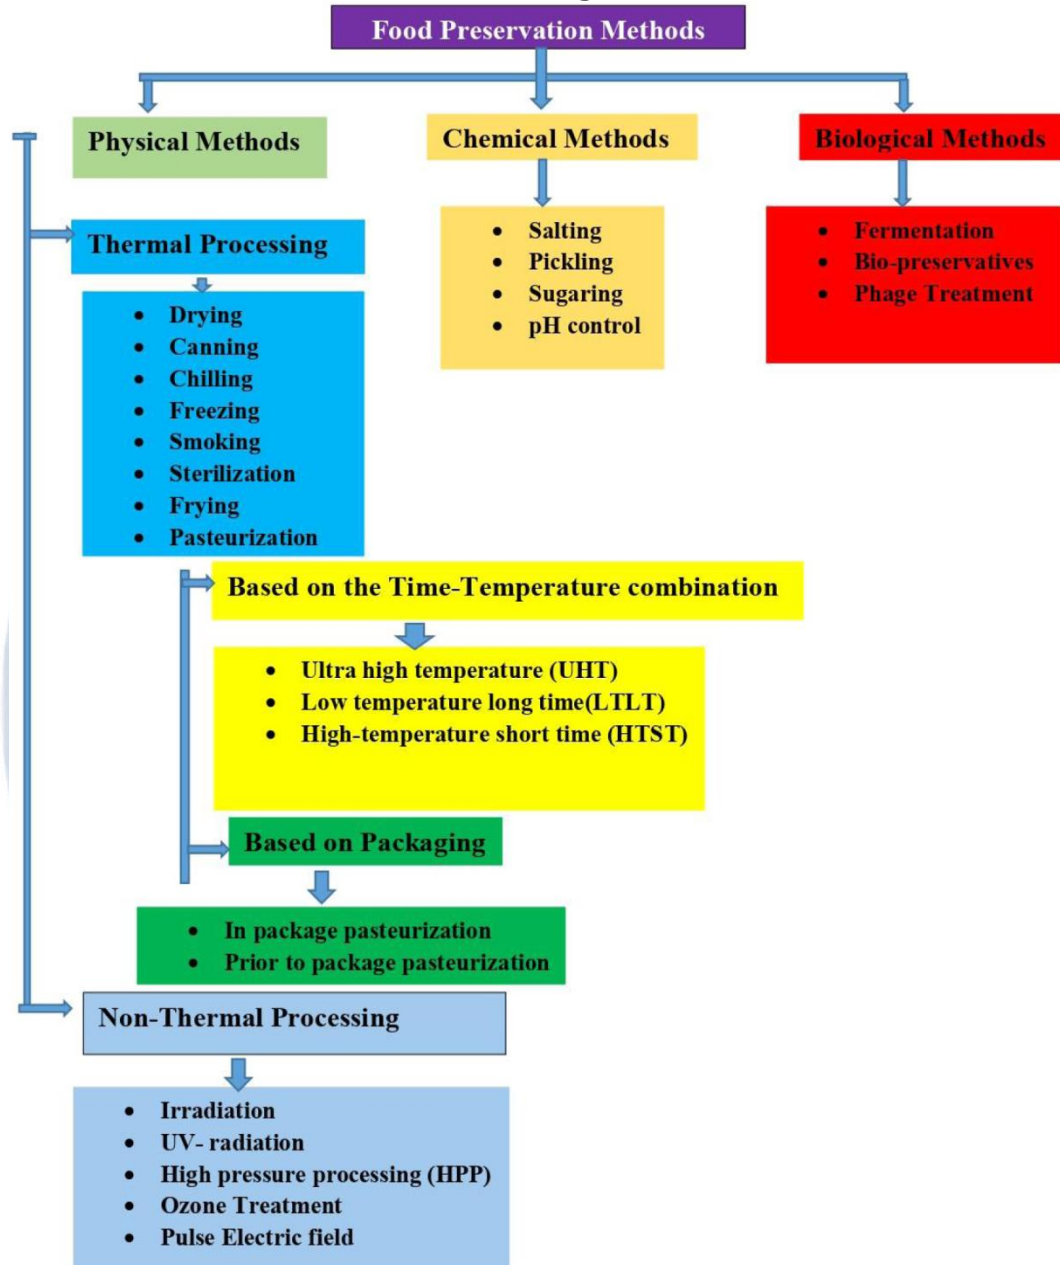 Food Preservation Methods
Physical Methods
Chemical Methods
Biological Methods
Thermal Processing
• Drying
• Canning
• Chilling
• Freezing
• Smoking
• Sterilization
• Frying
• Pasteurization
• Salting
• Pickling
• Sugaring
• pH control
• Fermentation
• Bio-preservatives
• Phage Treatment
Based on the Time-Temperature combination
• Ultra high temperature (UHT)
• Low temperature long time(LTLT)
• High-temperature short time (HTST)
Based on Packaging
• In package pasteurization
• Prior to package pasteurization
Non-Thermal Processing
• Irradiation
• UV- radiation
• High pressure processing (HPP)
• Ozone Treatment
• Pulse Electric field